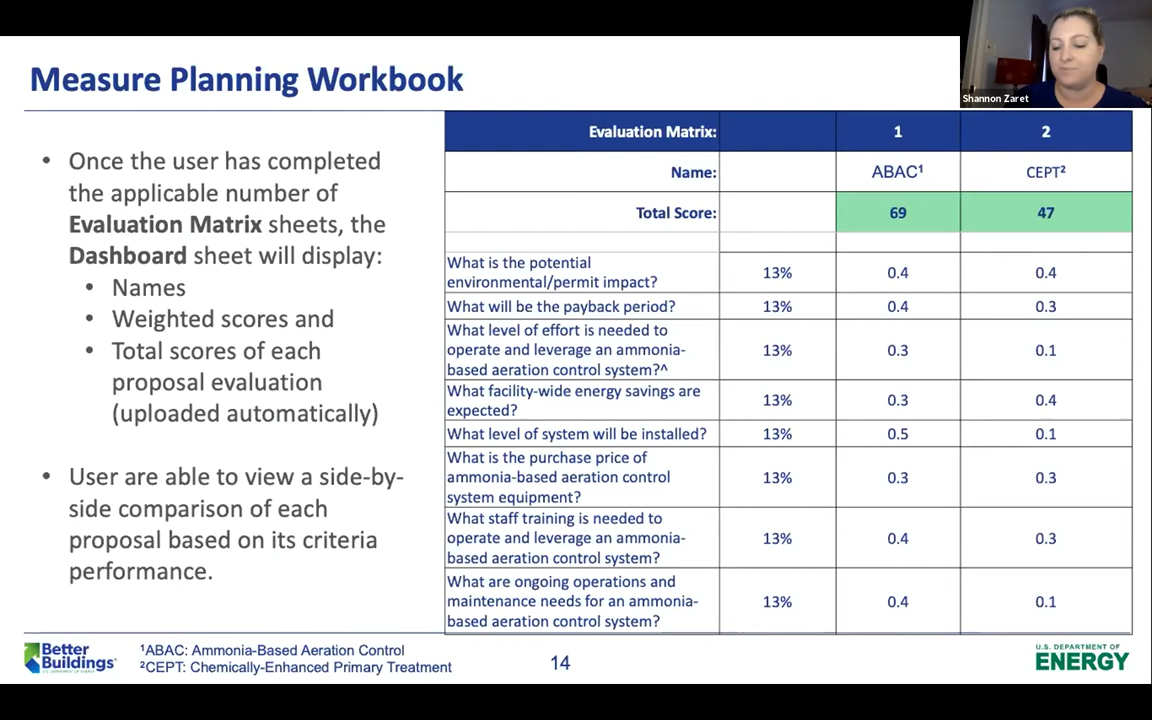 Measure Planning Workbook
Shannon Zaret
• Once the user has completed
the applicable number of
Evaluation Matrix sheets, the
Dashboard sheet will display:
• Names
• Weighted scores and
• Total scores of each
proposal evaluation
(uploaded automatically)
• User are able to view a side-by-
side comparison of each
proposal based on its criteria
performance.
Evaluation Matrix: 1 2
Name: ABAC¹ CEPT²
Total Score: 69 47
What is the potential
environmental/permit impact? 13% 0.4 0.4
What will be the payback period? 13% 0.4 0.3
What level of effort is needed to
operate and leverage an ammonia-
based aeration control system?^ 13% 0.3 0.1
What facility-wide energy savings are
expected? 13% 0.3 0.4
What level of system will be installed? 13% 0.5 0.1
What is the purchase price of
ammonia-based aeration control
system equipment? 13% 0.3 0.3
What staff training is needed to
operate and leverage an ammonia-
based aeration control system? 13% 0.4 0.3
What are ongoing operations and
maintenance needs for an ammonia-
based aeration control system? 13% 0.4 0.1
Better
Buildings
U.S. DEPARTMENT OF ENERGY
¹ABAC: Ammonia-Based Aeration Control
²CEPT: Chemically-Enhanced Primary Treatment
14
U.S. DEPARTMENT OF
ENERGY